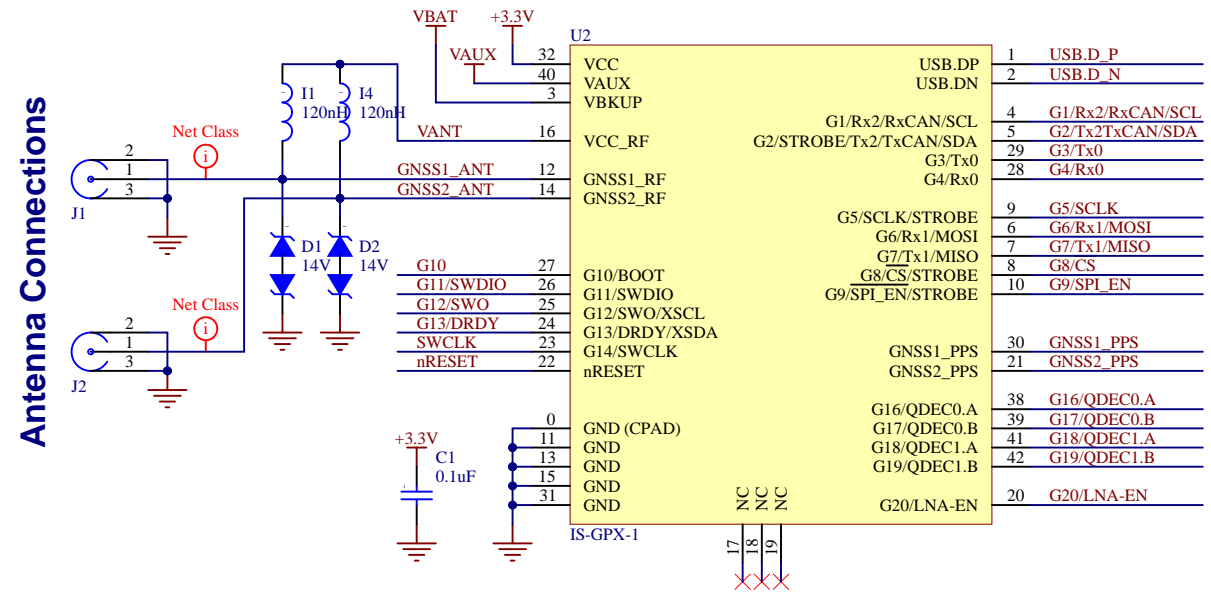 Antenna Connections
VBAT
+3.3V
VAUX
U2
I1
120nH
I4
120nH
VANT
GNSS1_ANT
GNSS2_ANT
Net Class
i
2
1
3
J1
D1
14V
D2
14V
Net Class
i
2
1
3
J2
G10
G11/SWDIO
G12/SWO
G13/DRDY
SWCLK
nRESET
+3.3V
C1
0.1uF
32 VCC
40 VAUX
3 VBKUP
16 VCC_RF
12 GNSS1_RF
14 GNSS2_RF
27 G10/BOOT
26 G11/SWDIO
25 G12/SWO/XSCL
24 G13/DRDY/XSDA
23 G14/SWCLK
22 nRESET
0 GND (CPAD)
11 GND
13 GND
15 GND
31 GND
IS-GPX-1
NC NC NC
17 18 19
USB.DP 1 USB.D_P
USB.DN 2 USB.D_N
G1/Rx2/RxCAN/SCL 4 G1/Rx2/RxCAN/SCL
G2/STROBE/Tx2/TxCAN/SDA 5 G2/Tx2TxCAN/SDA
G3/Tx0 29 G3/Tx0
G4/Rx0 28 G4/Rx0
G5/SCLK/STROBE 9 G5/SCLK
G6/Rx1/MOSI 6 G6/Rx1/MOSI
G7/Tx1/MISO 7 G7/Tx1/MISO
G8/CS/STROBE 8 G8/CS
G9/SPI_EN/STROBE 10 G9/SPI_EN
GNSS1_PPS 30 GNSS1_PPS
GNSS2_PPS 21 GNSS2_PPS
G16/QDEC0.A 38 G16/QDEC0.A
G17/QDEC0.B 39 G17/QDEC0.B
G18/QDEC1.A 41 G18/QDEC1.A
G19/QDEC1.B 42 G19/QDEC1.B
G20/LNA-EN 20 G20/LNA-EN